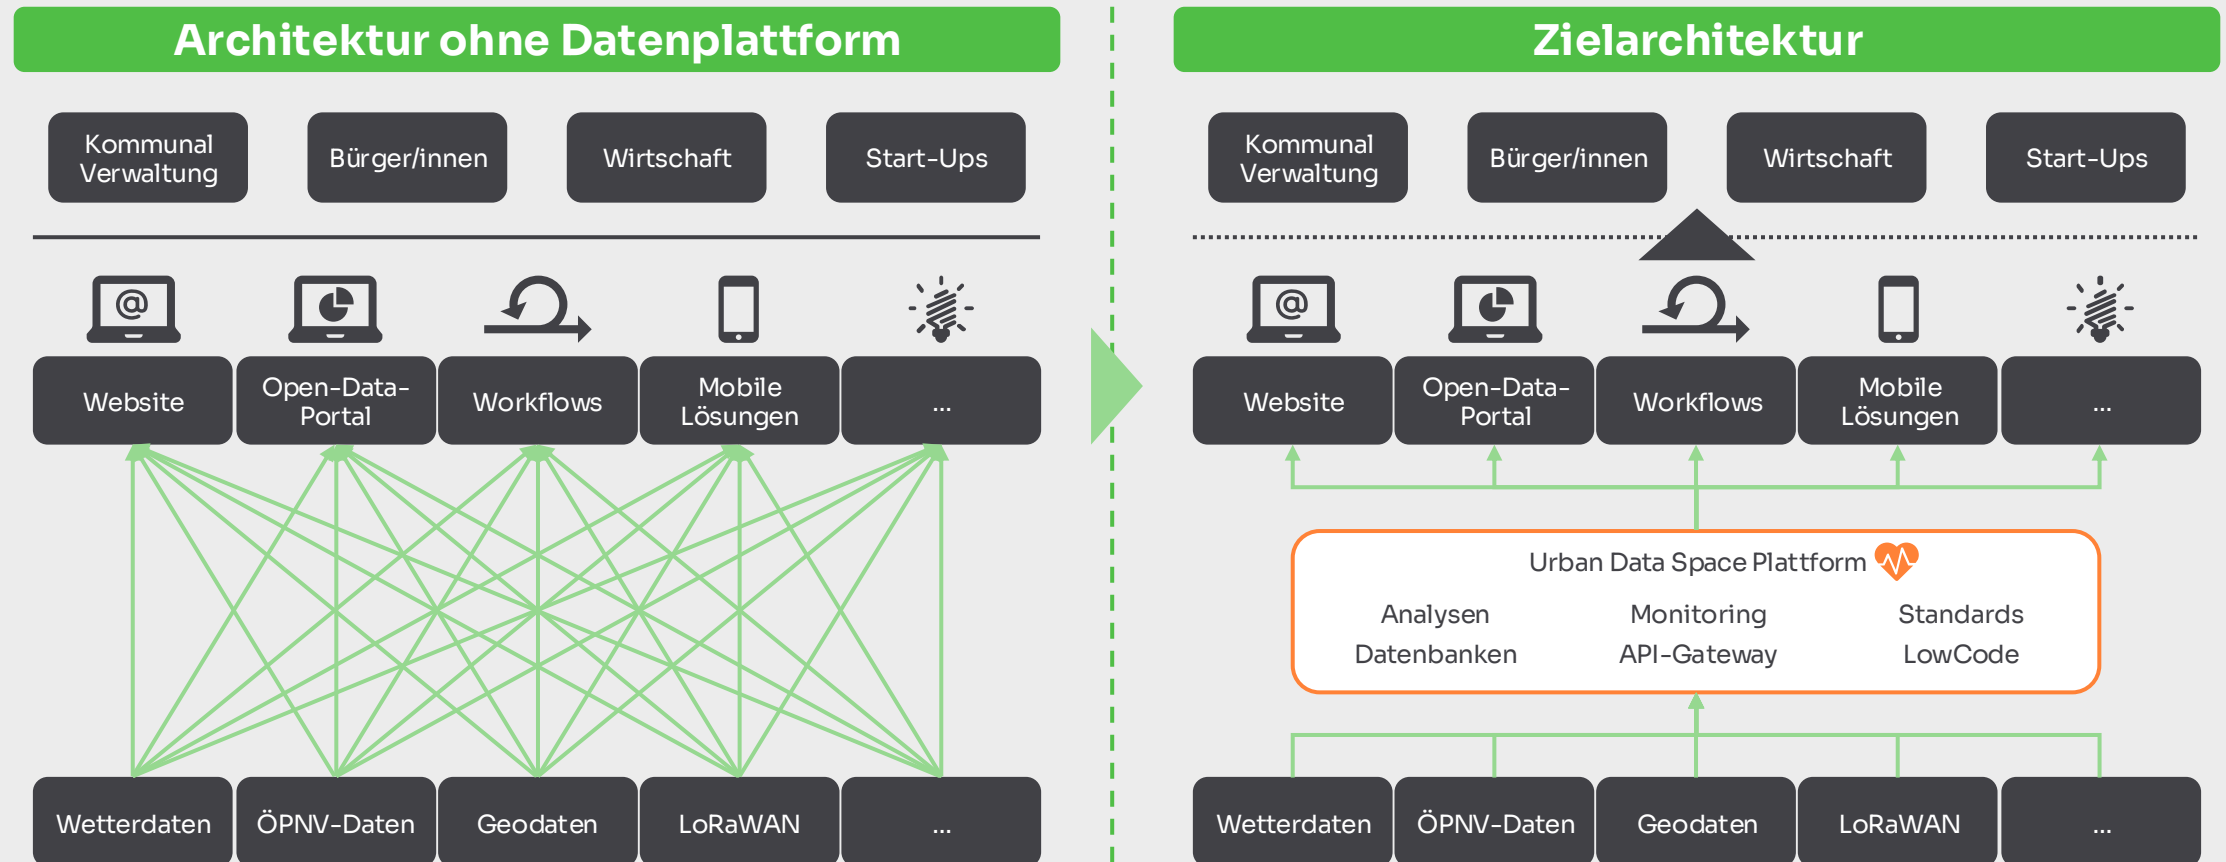 Architektur ohne Datenplattform
Kommunal
Verwaltung
Bürger/innen
Wirtschaft
Start-Ups
@
Website
Open-Data-
Portal
Workflows
Mobile
Lösungen
...
Wetterdaten
ÖPNV-Daten
Geodaten
LoRaWAN
...
Zielarchitektur
Kommunal
Verwaltung
Bürger/innen
Wirtschaft
Start-Ups
@
Website
Open-Data-
Portal
Workflows
Mobile
Lösungen
...
Urban Data Space Plattform
Analysen
Monitoring
Standards
Datenbanken
API-Gateway
LowCode
Wetterdaten
ÖPNV-Daten
Geodaten
LoRaWAN
...